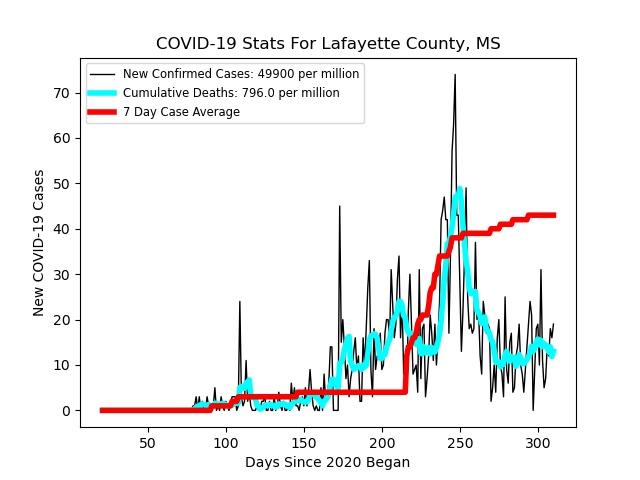 COVID-19 Stats For Lafayette County, MS
New Confirmed Cases: 49900 per million
Cumulative Deaths: 796.0 per million
7 Day Case Average
New COVID-19 Cases
70
60
50
40
30
20
10
0
50 100 150 200 250 300
Days Since 2020 Began